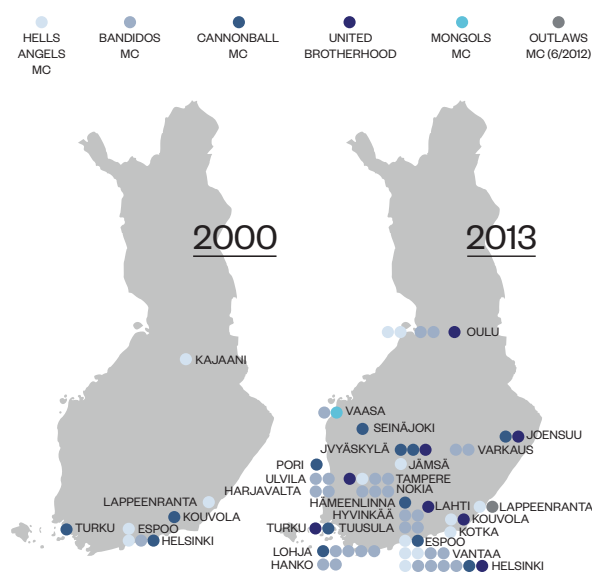 HELLS
ANGELS
MC
BANDIDOS
MC
CANNONBALL
MC
UNITED
BROTHERHOOD
MONGOLS
MC
OUTLAWS
MC (6/2012)
2000
KAJAANI
LAPPEENRANTA
KOUVOLA
TURKU
ESPOO
HELSINKI
2013
OULU
VAASA
SEINÄJOKI
JOENSUU
JVYÄSKYLÄ
VARKAUS
PORI
JÄMSÄ
ULVILA
TAMPERE
HARJAVALTA
NOKIA
HÄMEENLINNA
LAHTI
LAPPEENRANTA
HYVINKÄÄ
KOUVOLA
TURKU
TUUSULA
KOTKA
ESPOO
LOHJA
VANTAA
HANKO
HELSINKI